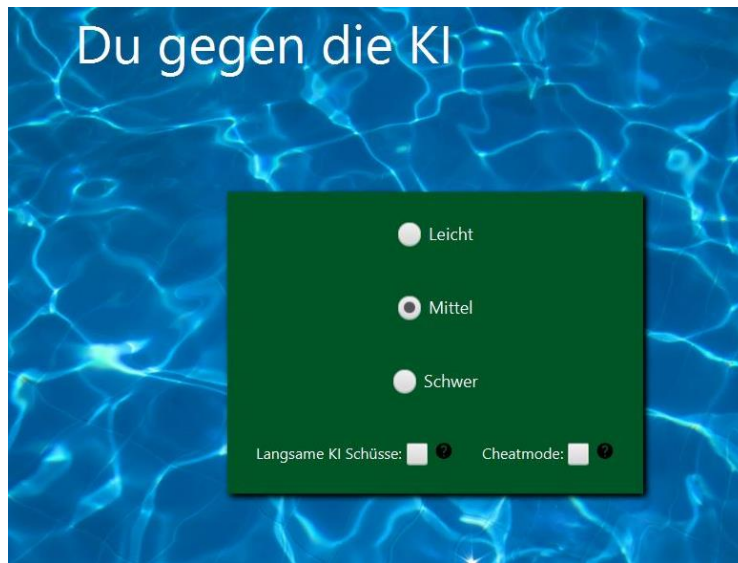 Du gegen die KI
Leicht
Mittel
Schwer
Langsame KI Schüsse: ? Cheatmode: ?